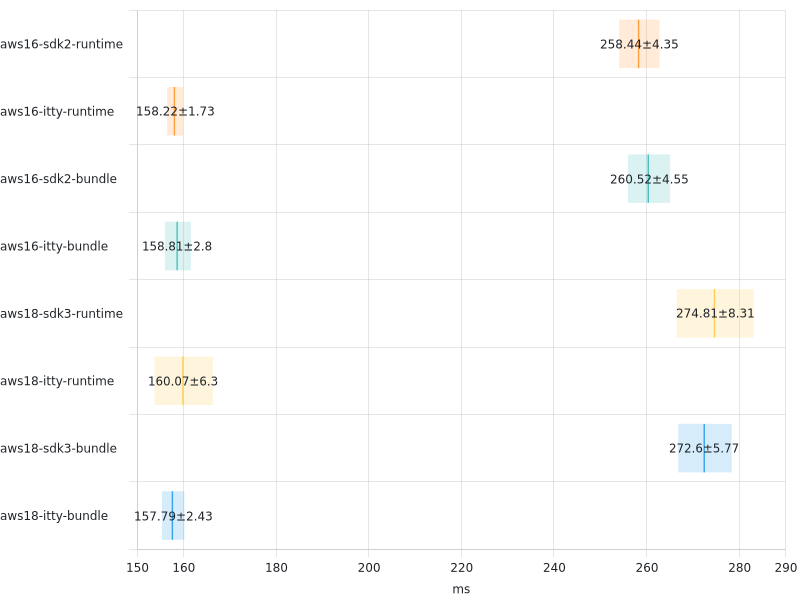 aws16-sdk2-runtime 258.44±4.35
aws16-itty-runtime 158.22±1.73
aws16-sdk2-bundle 260.52±4.55
aws16-itty-bundle 158.81±2.8
aws18-sdk3-runtime 274.81±8.31
aws18-itty-runtime 160.07±6.3
aws18-sdk3-bundle 272.6±5.77
aws18-itty-bundle 157.79±2.43
150 160 180 200 220 240 260 280 290
ms